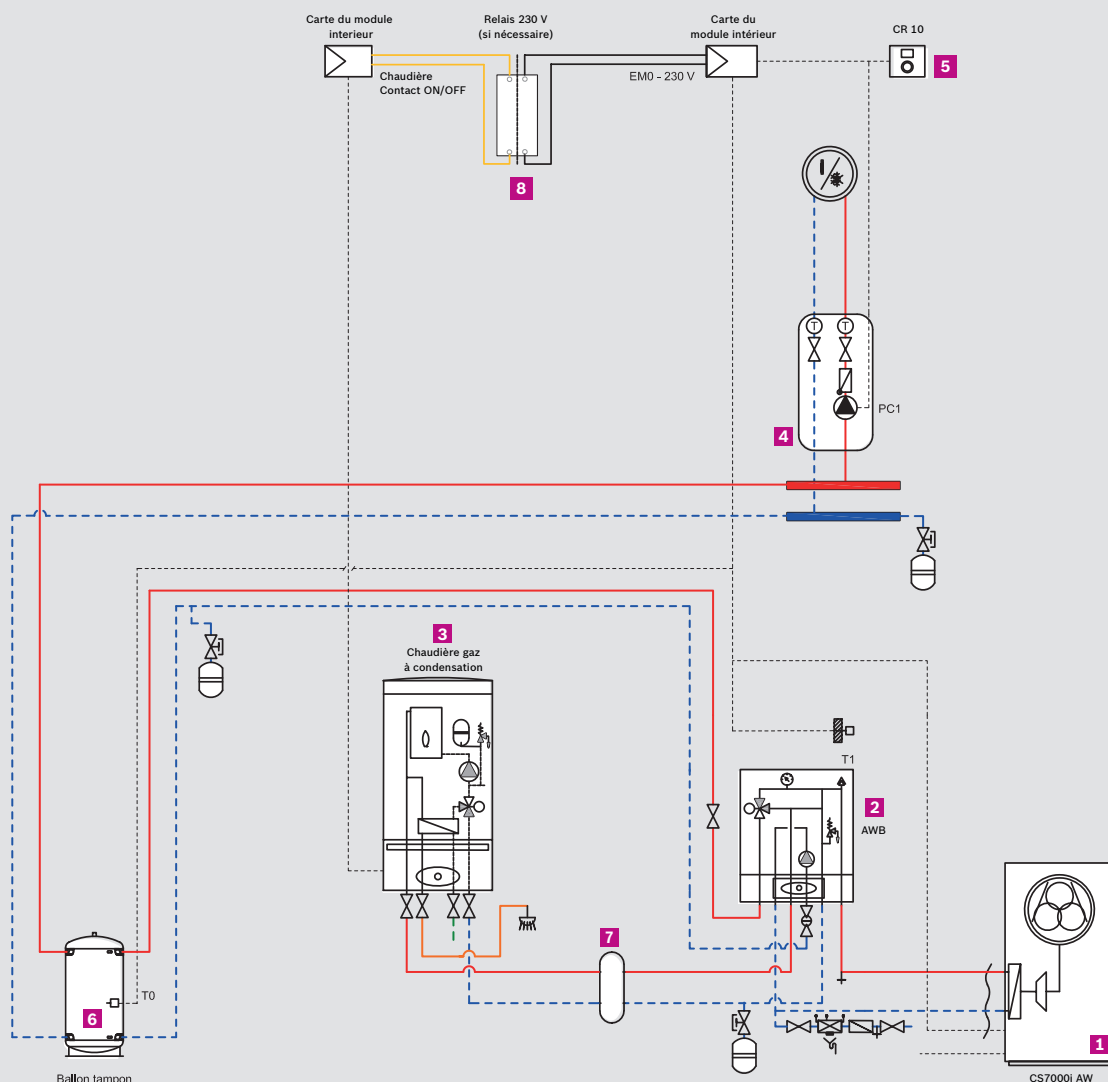 Carte du module
interieur
Relais 230 V
(si nécessaire)
Carte du
module intérieur
CR 10
5
Chaudière
Contact ON/OFF
EM0 - 230 V
8
T
T
PC1
4
3
Chaudière gaz
à condensation
T1
2
AWB
7
T0
6
1
Ballon tampon
CS7000i AW